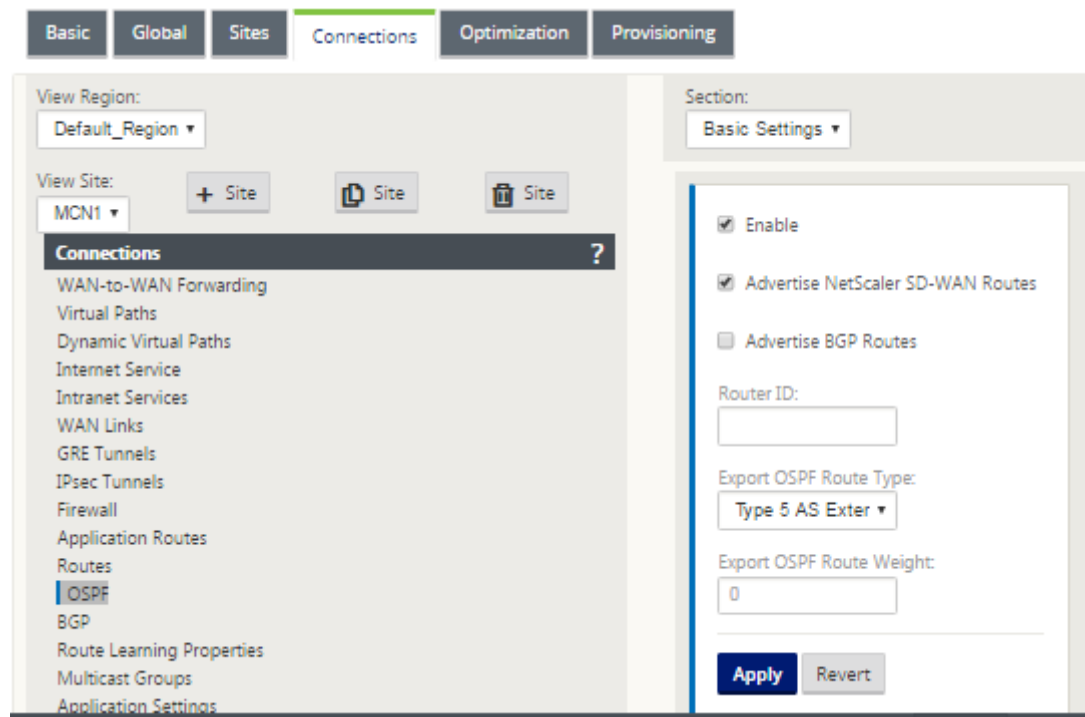 Basic Global Sites Connections Optimization Provisioning
View Region:
Default_Region
View Site:
MCN1
+ Site Site Site
Connections ?
WAN-to-WAN Forwarding
Virtual Paths
Dynamic Virtual Paths
Internet Service
Intranet Services
WAN Links
GRE Tunnels
IPsec Tunnels
Firewall
Application Routes
Routes
OSPF
BGP
Route Learning Properties
Multicast Groups
Application Settings
Section:
Basic Settings
Enable
Advertise NetScaler SD-WAN Routes
Advertise BGP Routes
Router ID:
Export OSPF Route Type:
Type 5 AS Exter
Export OSPF Route Weight:
0
Apply Revert